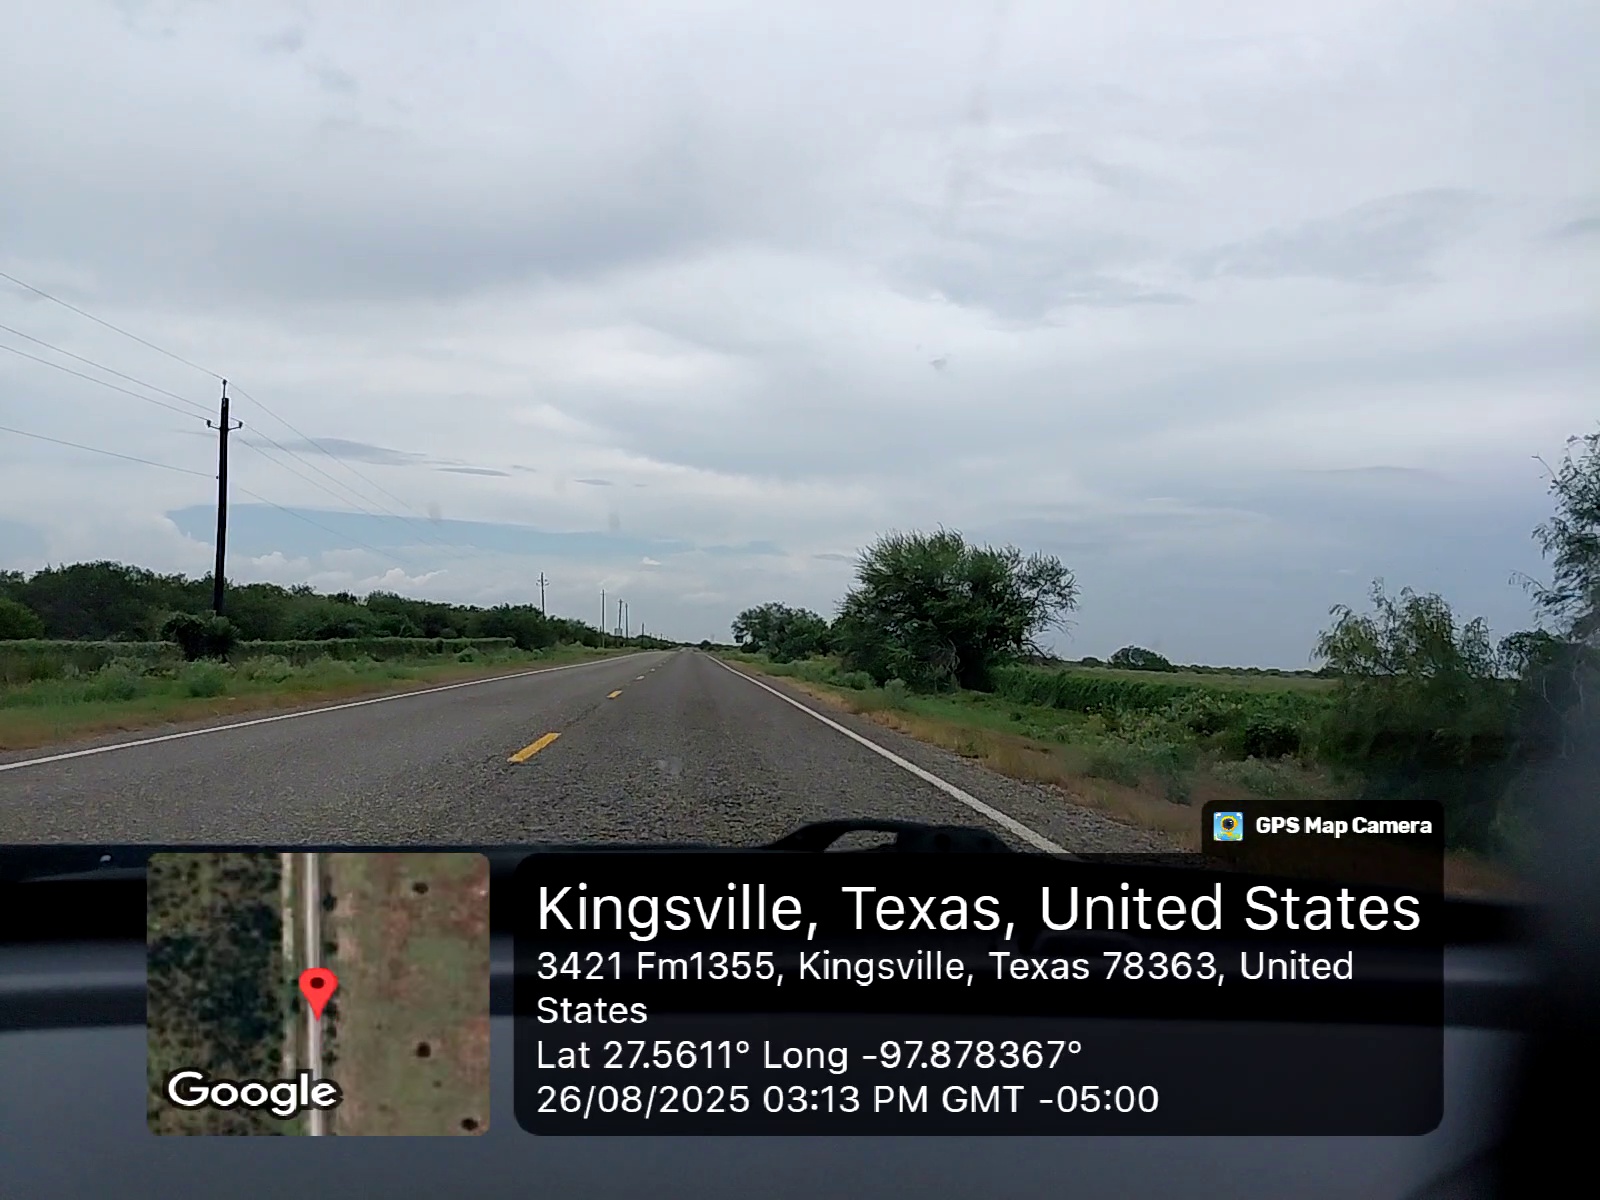 GPS Map Camera
Kingsville, Texas, United States
3421 Fm1355, Kingsville, Texas 78363, United
States
Lat 27.5611° Long -97.878367°
26/08/2025 03:13 PM GMT -05:00
Google